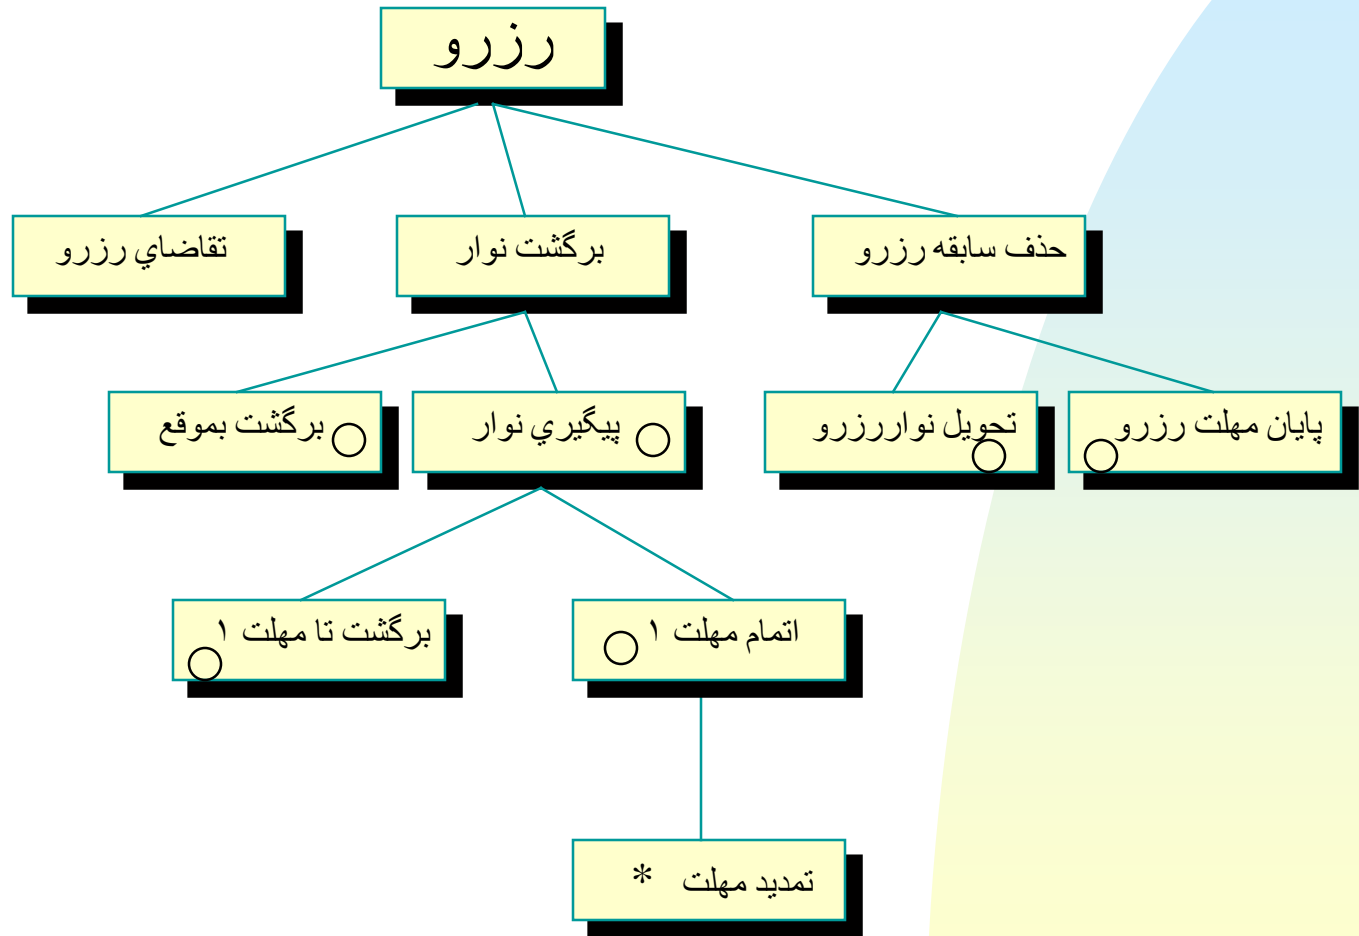 رزرو
تقاضاي رزرو
برگشت نوار
حذف سابقه رزرو
برگشت بموقع
پيگيري نوار
تحويل نواررزرو
پايان مهلت رزرو
برگشت تا مهلت ۱
اتمام مهلت ۱
تمديد مهلت *